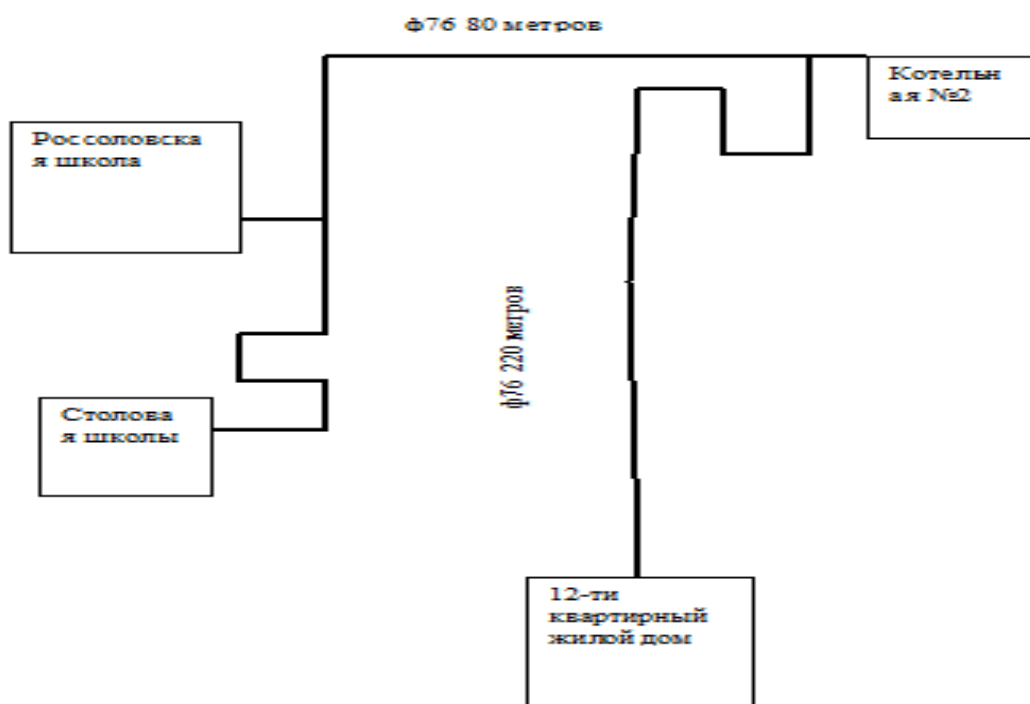 ф76 80 метров
Котельн
ая №2
Россоловска
я школа
ф76 220 метров
Столова
я школы
12-ти
квартирный
жилой дом